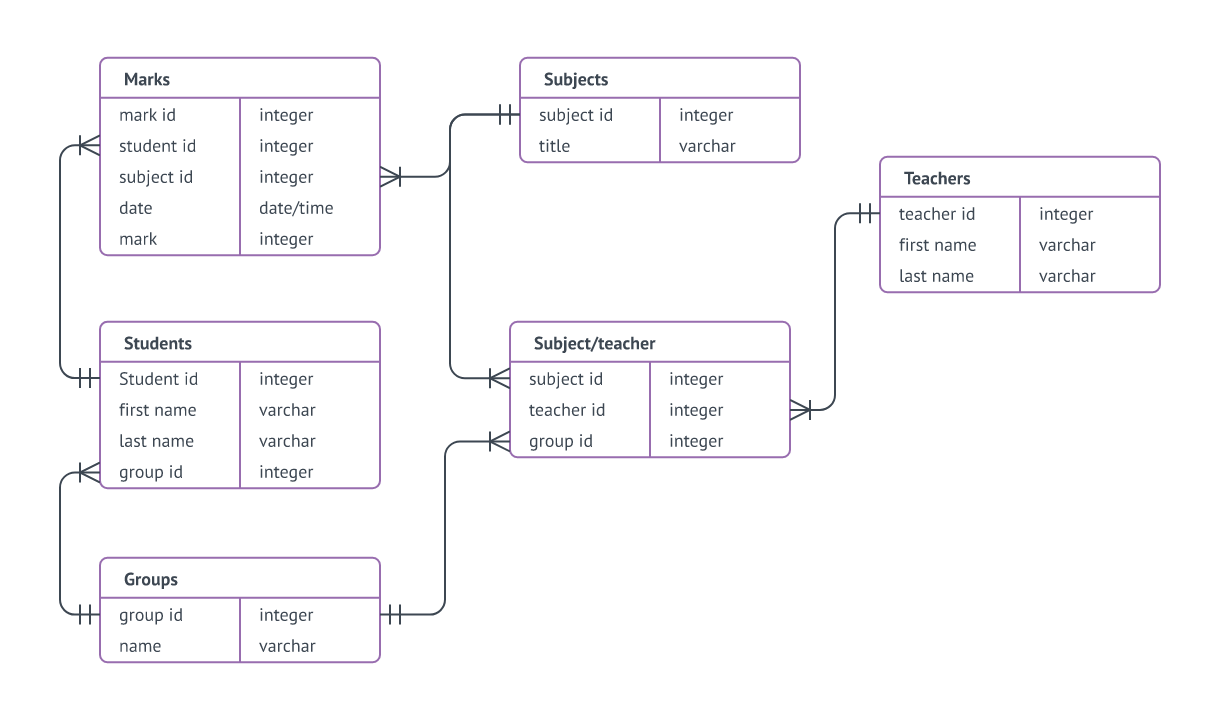 Marks
mark id integer
student id integer
subject id integer
date date/time
mark integer
Subjects
subject id integer
title varchar
Teachers
teacher id integer
first name varchar
last name varchar
Students
Student id integer
first name varchar
last name varchar
group id integer
Subject/teacher
subject id integer
teacher id integer
group id integer
Groups
group id integer
name varchar